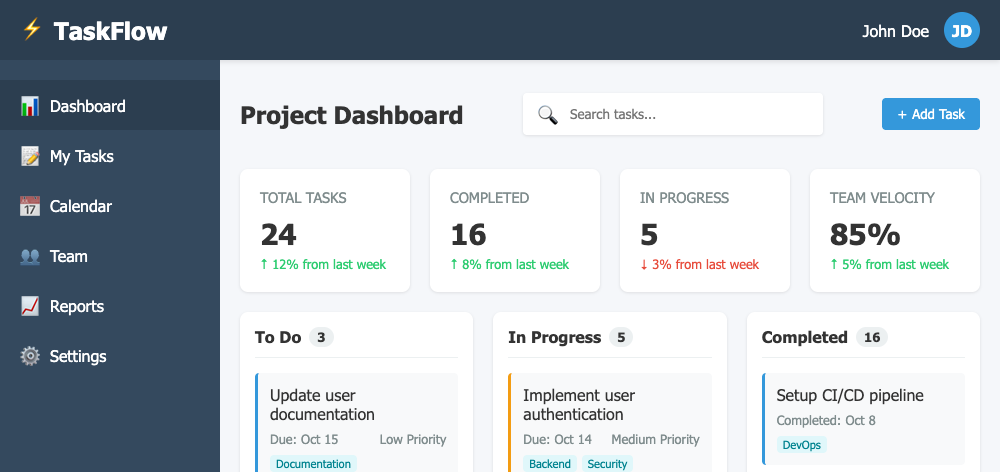 TaskFlow
John Doe
JD
Dashboard
My Tasks
17
Calendar
Team
Reports
Settings
Project Dashboard
Search tasks...
+ Add Task
TOTAL TASKS
24
↑ 12% from last week
COMPLETED
16
↑ 8% from last week
IN PROGRESS
5
↓ 3% from last week
TEAM VELOCITY
85%
↑ 5% from last week
To Do 3
Update user
documentation
Due: Oct 15 Low Priority
Documentation
In Progress 5
Implement user
authentication
Due: Oct 14 Medium Priority
Backend Security
Completed 16
Setup CI/CD pipeline
Completed: Oct 8
DevOps